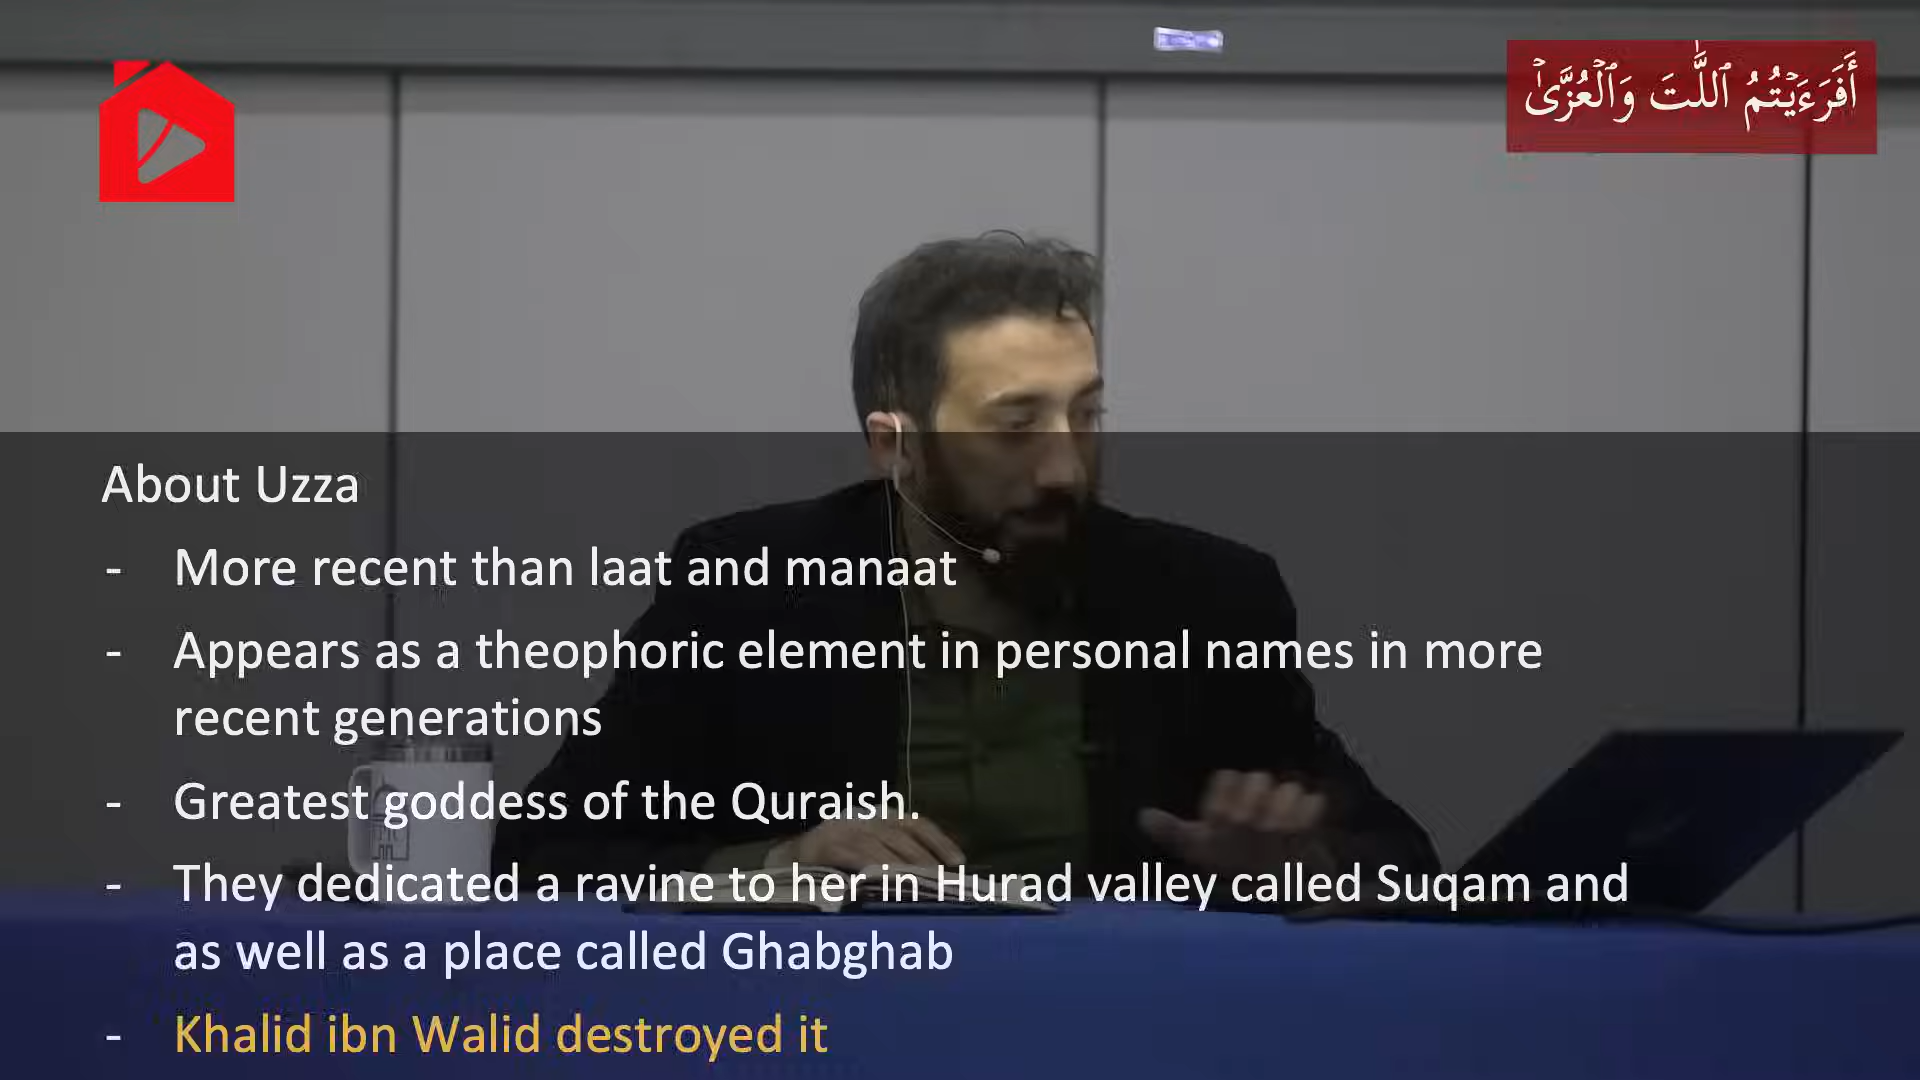 أَفَرَءَيۡتُمُ ٱللَّٰتَ وَٱلۡعُزَّىٰ
About Uzza
- More recent than laat and manaat
- Appears as a theophoric element in personal names in more
recent generations
- Greatest goddess of the Quraish.
- They dedicated a ravine to her in Hurad valley called Suqam and
as well as a place called Ghabghab
- Khalid ibn Walid destroyed it